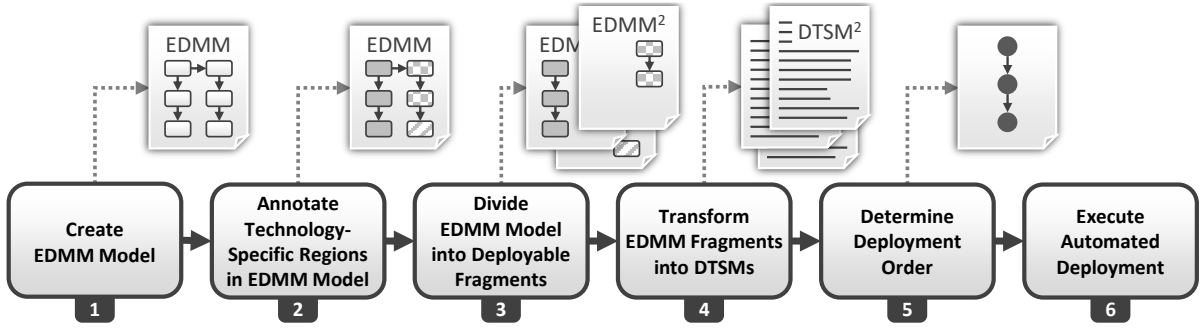 EDMM
EDMM
EDMM
EDMM²
DTSM²
Create
EDMM Model
1
Annotate
Technology-
Specific Regions
in EDMM Model
2
Divide
EDMM Model
into Deployable
Fragments
3
Transform
EDMM Fragments
into DTSMs
4
Determine
Deployment
Order
5
Execute
Automated
Deployment
6